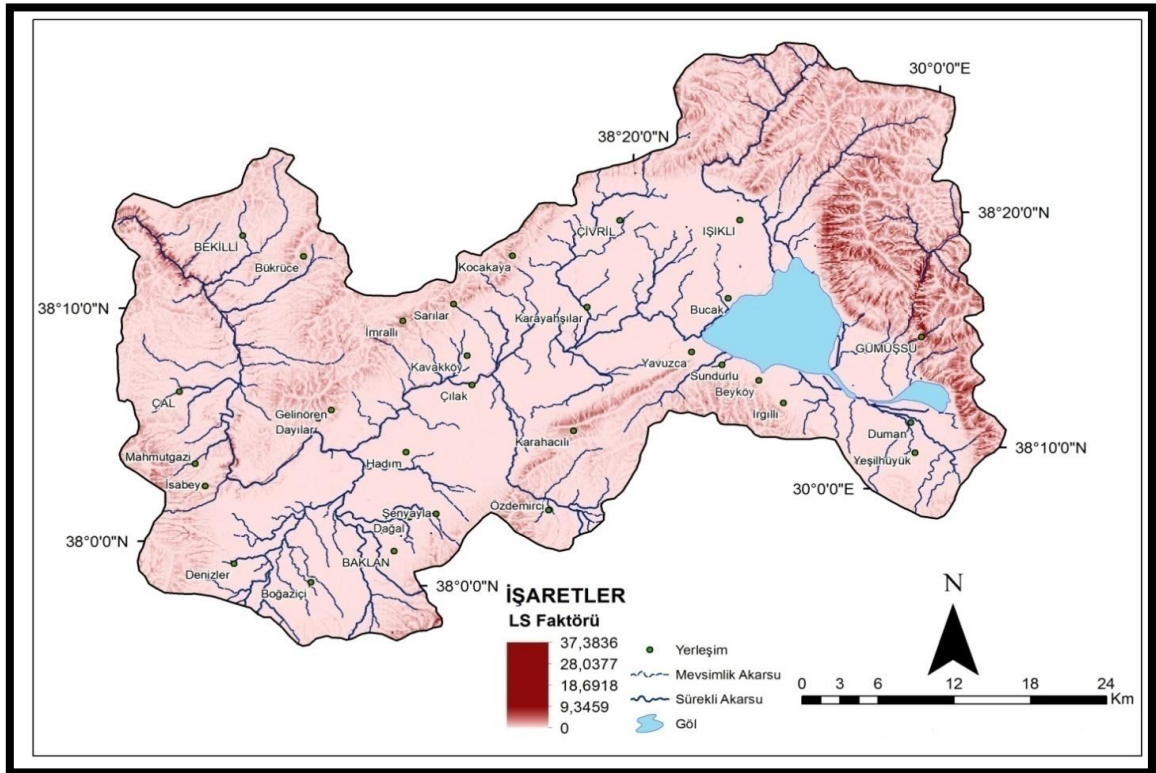 30°0'0"E
38°20'0"N
38°20'0"N
BEKİLLİ
Bükrüce
ÇİVRİL
IŞIKLI
Kocakaya
38°10'0"N
Sarılar
İmrallı
Karayahşılar
Bucak
GÜMÜŞSU
Kavakköy
Çılak
Yavuzca
Sundurlu
Beyköy
Irgıllı
ÇAL
Gelinören
Dayıları
Karahacılı
Duman
38°10'0"N
Mahmutgazi
Hadım
Yeşilhüyük
İsabey
30°0'0"E
Özdemirci
Şenyayla
Dağal
38°0'0"N
BAKLAN
Denizler
Boğaziçi
38°0'0"N
N
İŞARETLER
LS Faktörü
37,3836
28,0377
18,6918
9,3459
0
Yerleşim
Mevsimlik Akarsu
Sürekli Akarsu
Göl
0 3 6 12 18 24
Km